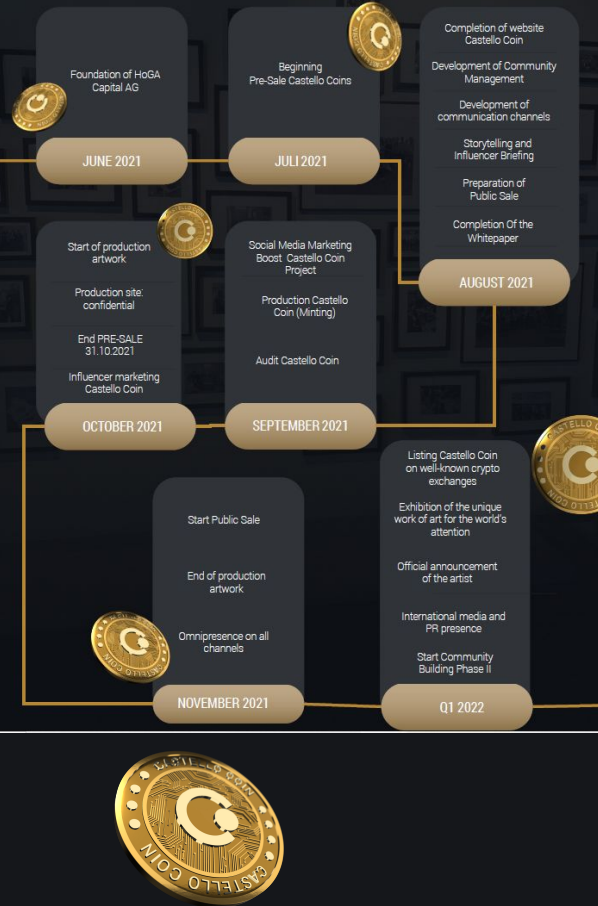 Foundation of HoGA
Capital AG
JUNE 2021
Beginning
Pre-Sale Castello Coins
JULI 2021
Completion of website
Castello Coin
Development of Community
Management
Development of
communication channels
Storytelling and
Influencer Briefing
Preparation of
Public Sale
Completion Of the
Whitepaper
AUGUST 2021
Social Media Marketing
Boost Castello Coin
Project
Production Castello
Coin (Minting)
Audit Castello Coin
SEPTEMBER 2021
Start of production
artwork
Production site:
confidential
End PRE-SALE
31.10.2021
Influencer marketing
Castello Coin
OCTOBER 2021
Start Public Sale
End of production
artwork
Omnipresence on all
channels
NOVEMBER 2021
Listing Castello Coin
on well-known crypto
exchanges
Exhibition of the unique
work of art for the world's
attention
Official announcement
of the artist
International media and
PR presence
Start Community
Building Phase II
Q1 2022
CASTELLO COIN
CASTELLO COIN